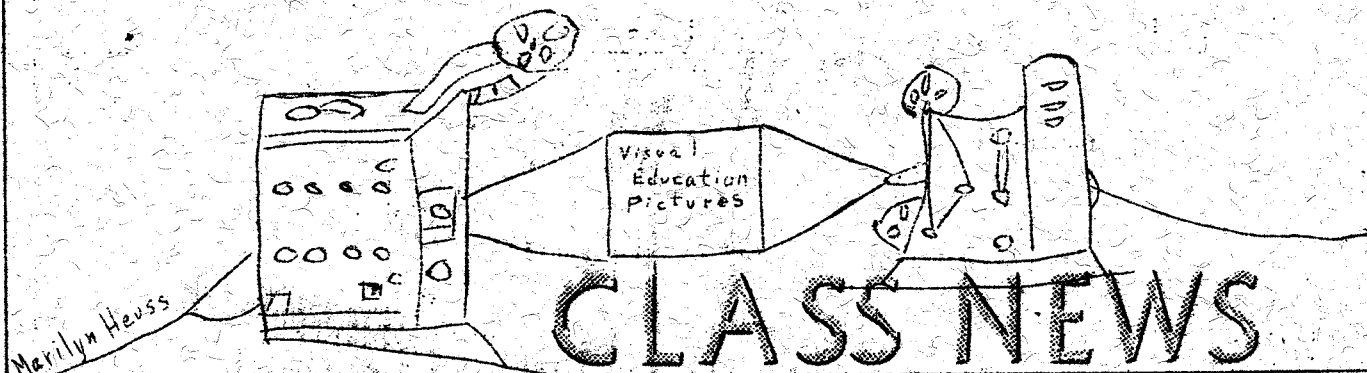 Visual
Education
Pictures
CLASS NEWS
Marilyn Heuss